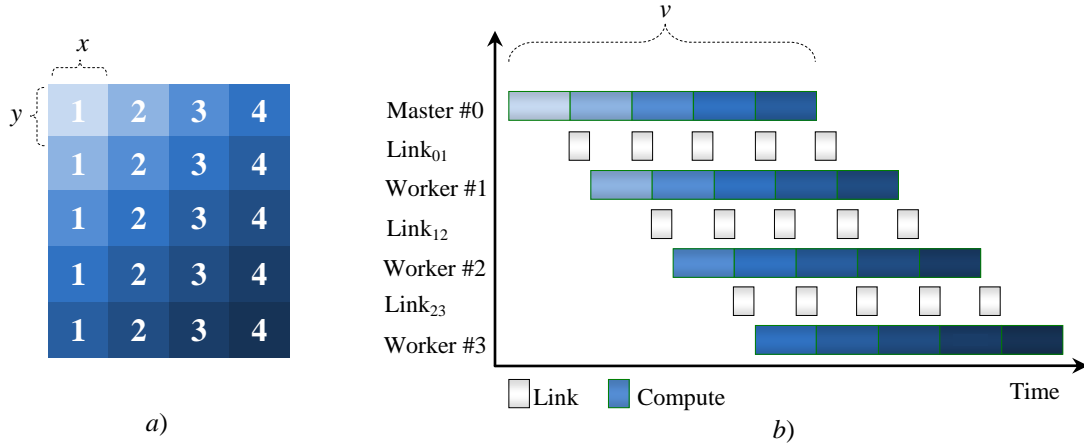 x
y
1 2 3 4
1 2 3 4
1 2 3 4
1 2 3 4
1 2 3 4
a)
v
Master #0
Link01
Worker #1
Link12
Worker #2
Link23
Worker #3
Time
Link
Compute
b)